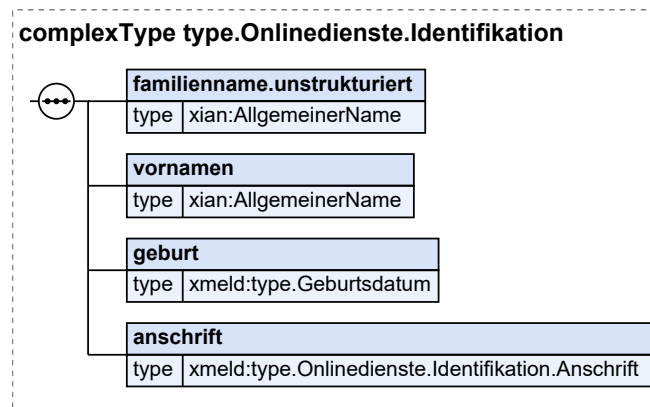 complexType type.Onlinedienste.Identifikation
familienname.unstrukturiert
type xian:AllgemeinerName
vornamen
type xian:AllgemeinerName
geburt
type xmeld:type.Geburtsdatum
anschrift
type xmeld:type.Onlinedienste.Identifikation.Anschrift